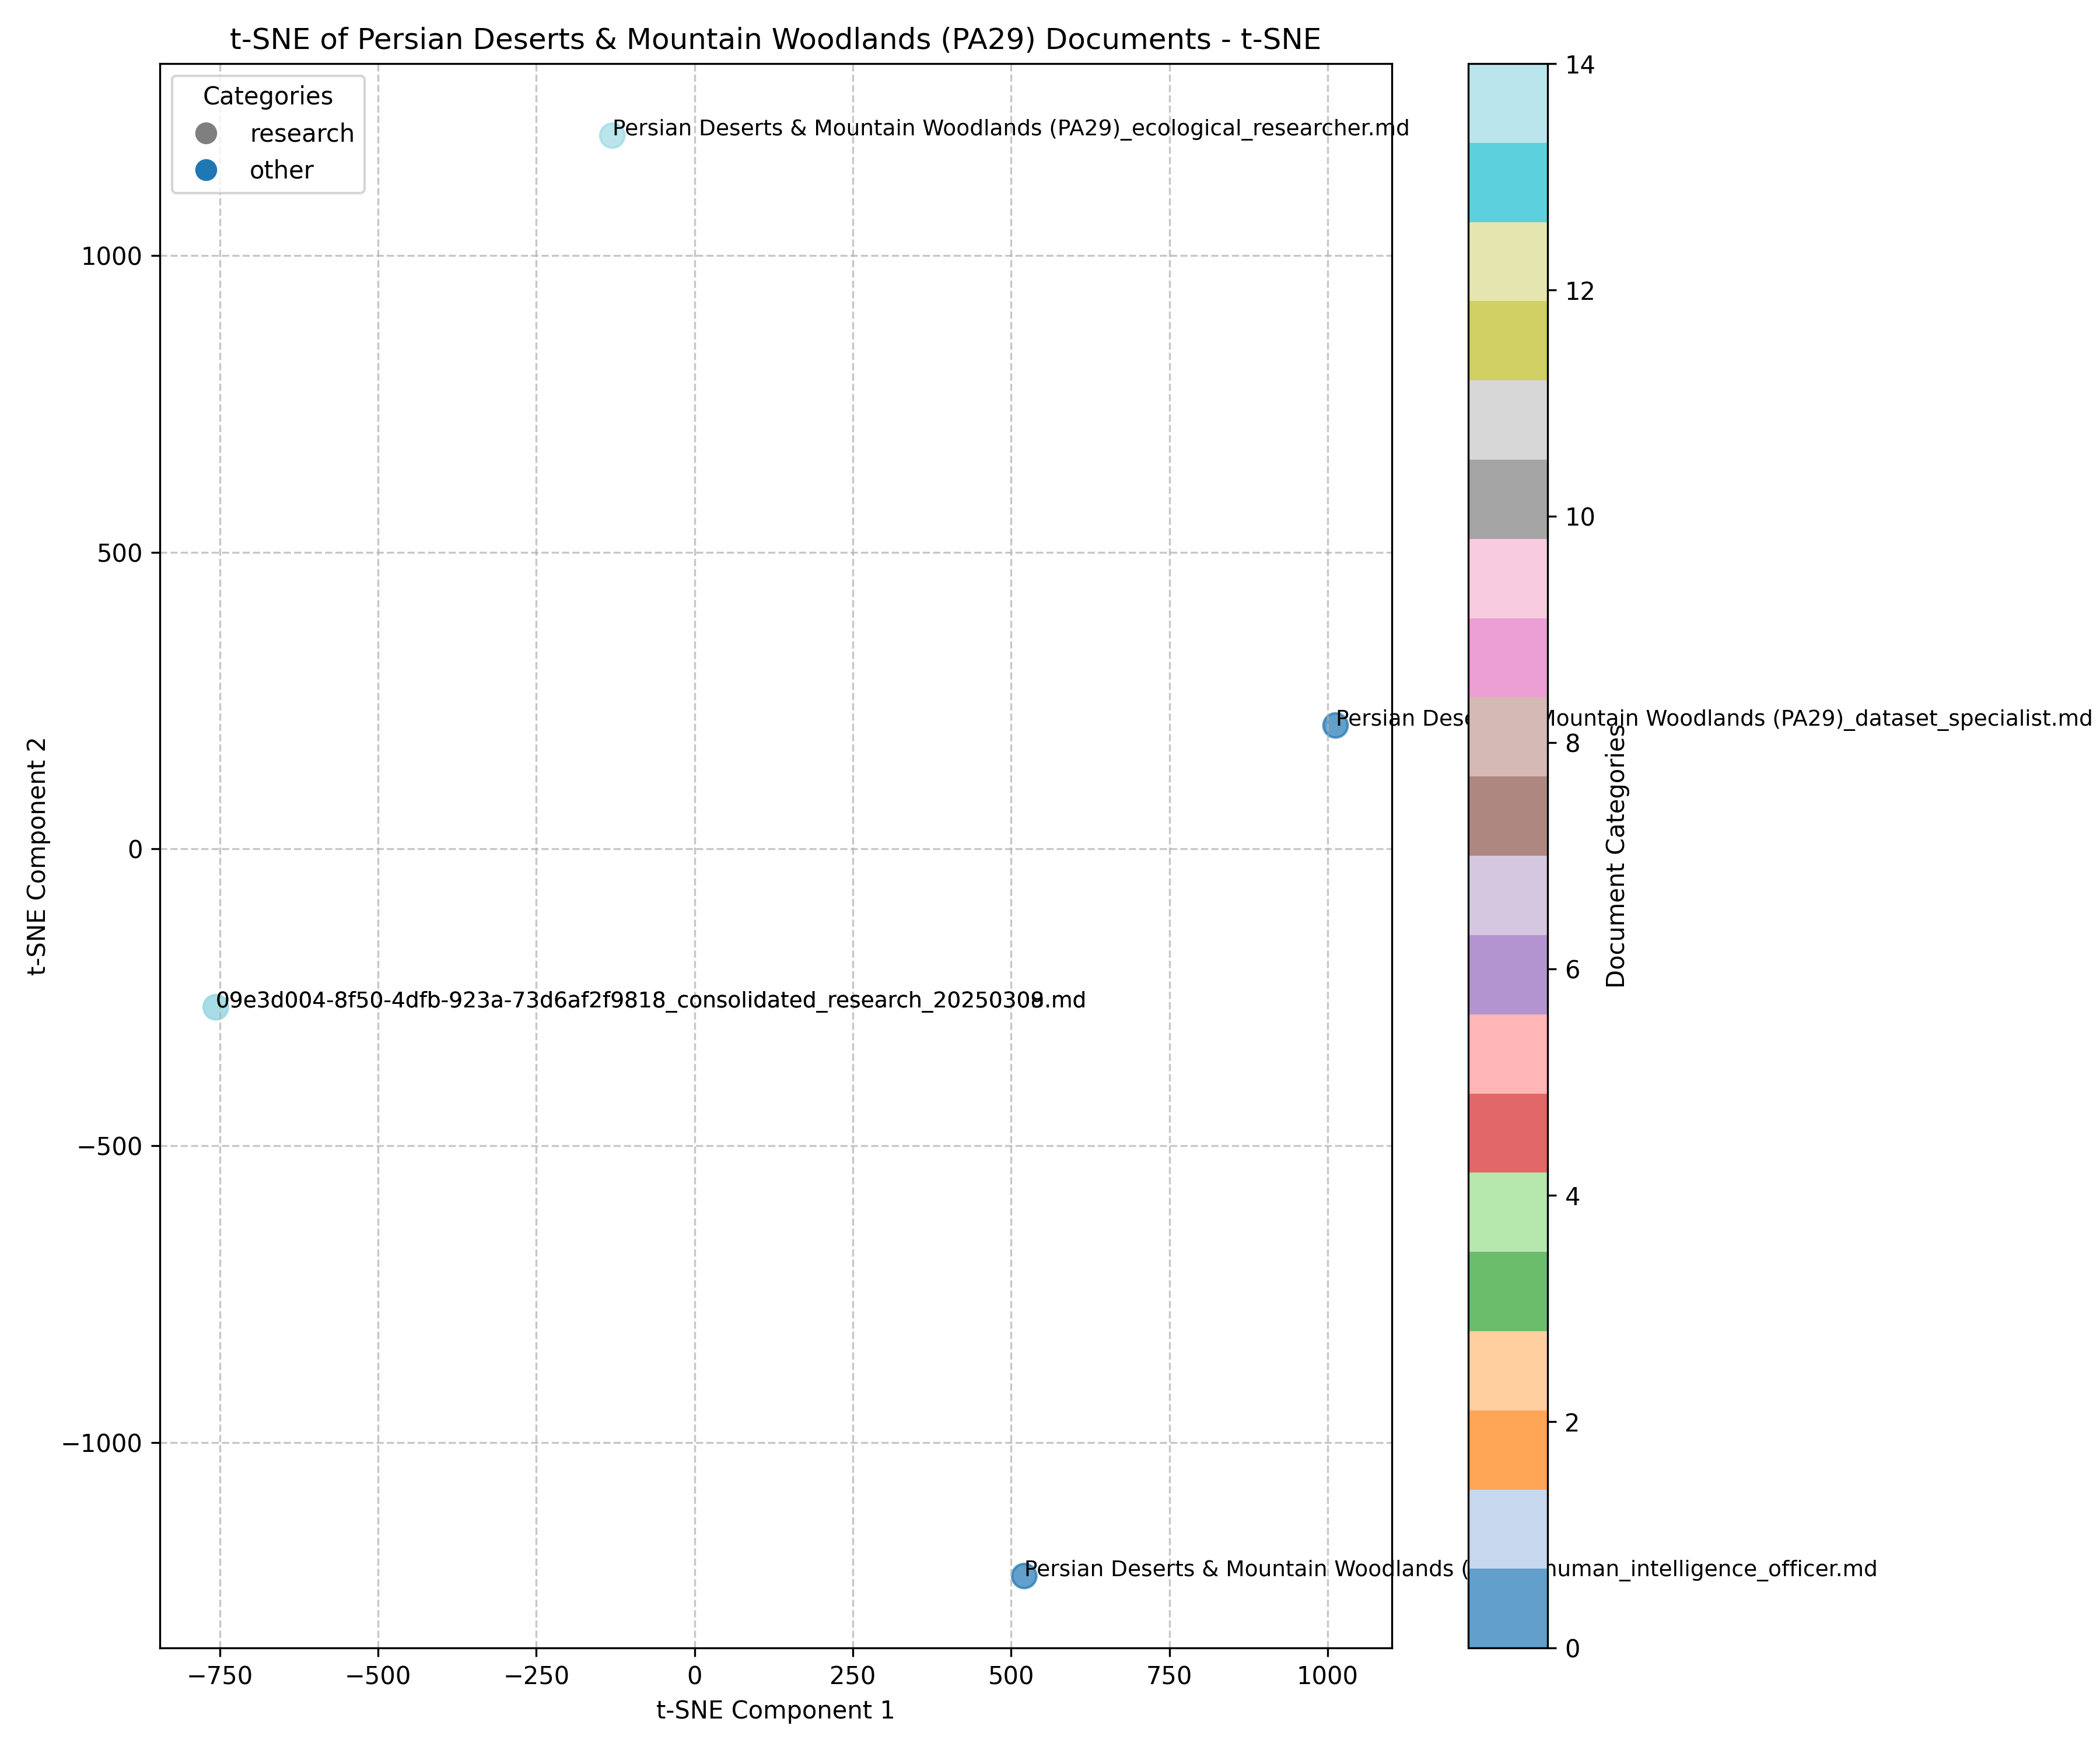 t-SNE of Persian Deserts & Mountain Woodlands (PA29) Documents - t-SNE
Categories
research
other
Persian Deserts & Mountain Woodlands (PA29)_ecological_researcher.md
Persian Dese Mountain Woodlands (PA29)_dataset_specialist.md
09e3d004-8f50-4dfb-923a-73d6af2f9818_consolidated_research_2025030
.md
Persian Deserts & Mountain Woodlands ( human_intelligence_officer.md
1000
500
0
−500
−1000
t-SNE Component 2
−750
−500
−250
0
250
500
750
1000
t-SNE Component 1
14
12
10
8
6
4
2
0
Document Categories